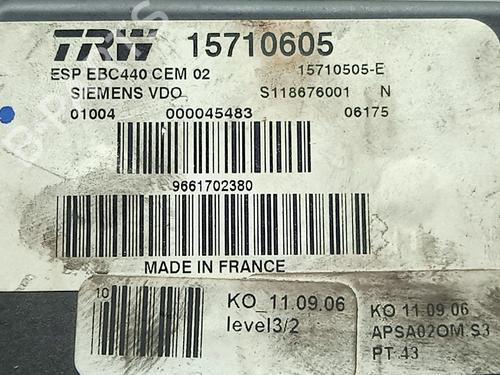 TRW 15710605
ESP EBC440 CEM 02 15710505-E
SIEMENS VDO S118676001 N
01004 000045483 06175
9661702380
MADE IN FRANCE
10
KO_11.09.06
level3/2
KO 11.09.06
APSA02OM.S3
PT 43
B-PARTS